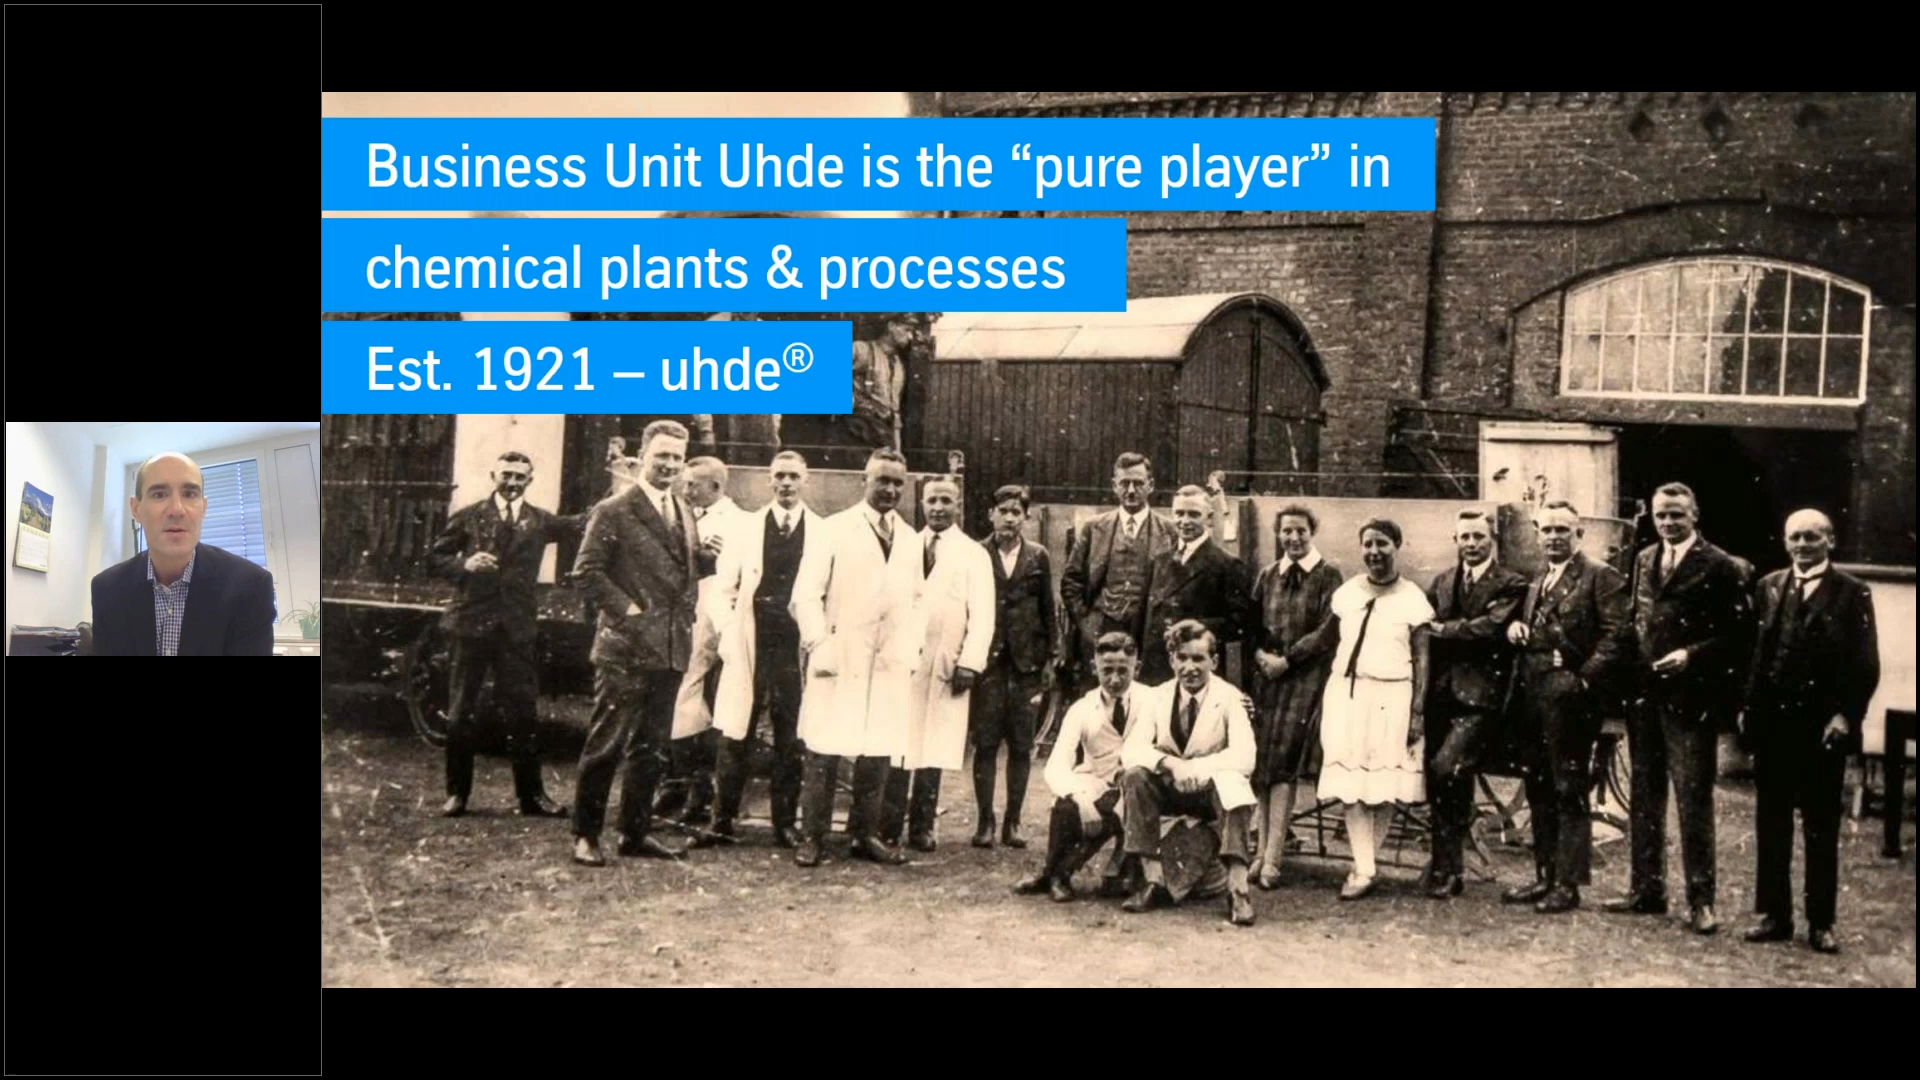 Business Unit Uhde is the “pure player” in
chemical plants & processes
Est. 1921 – uhde®